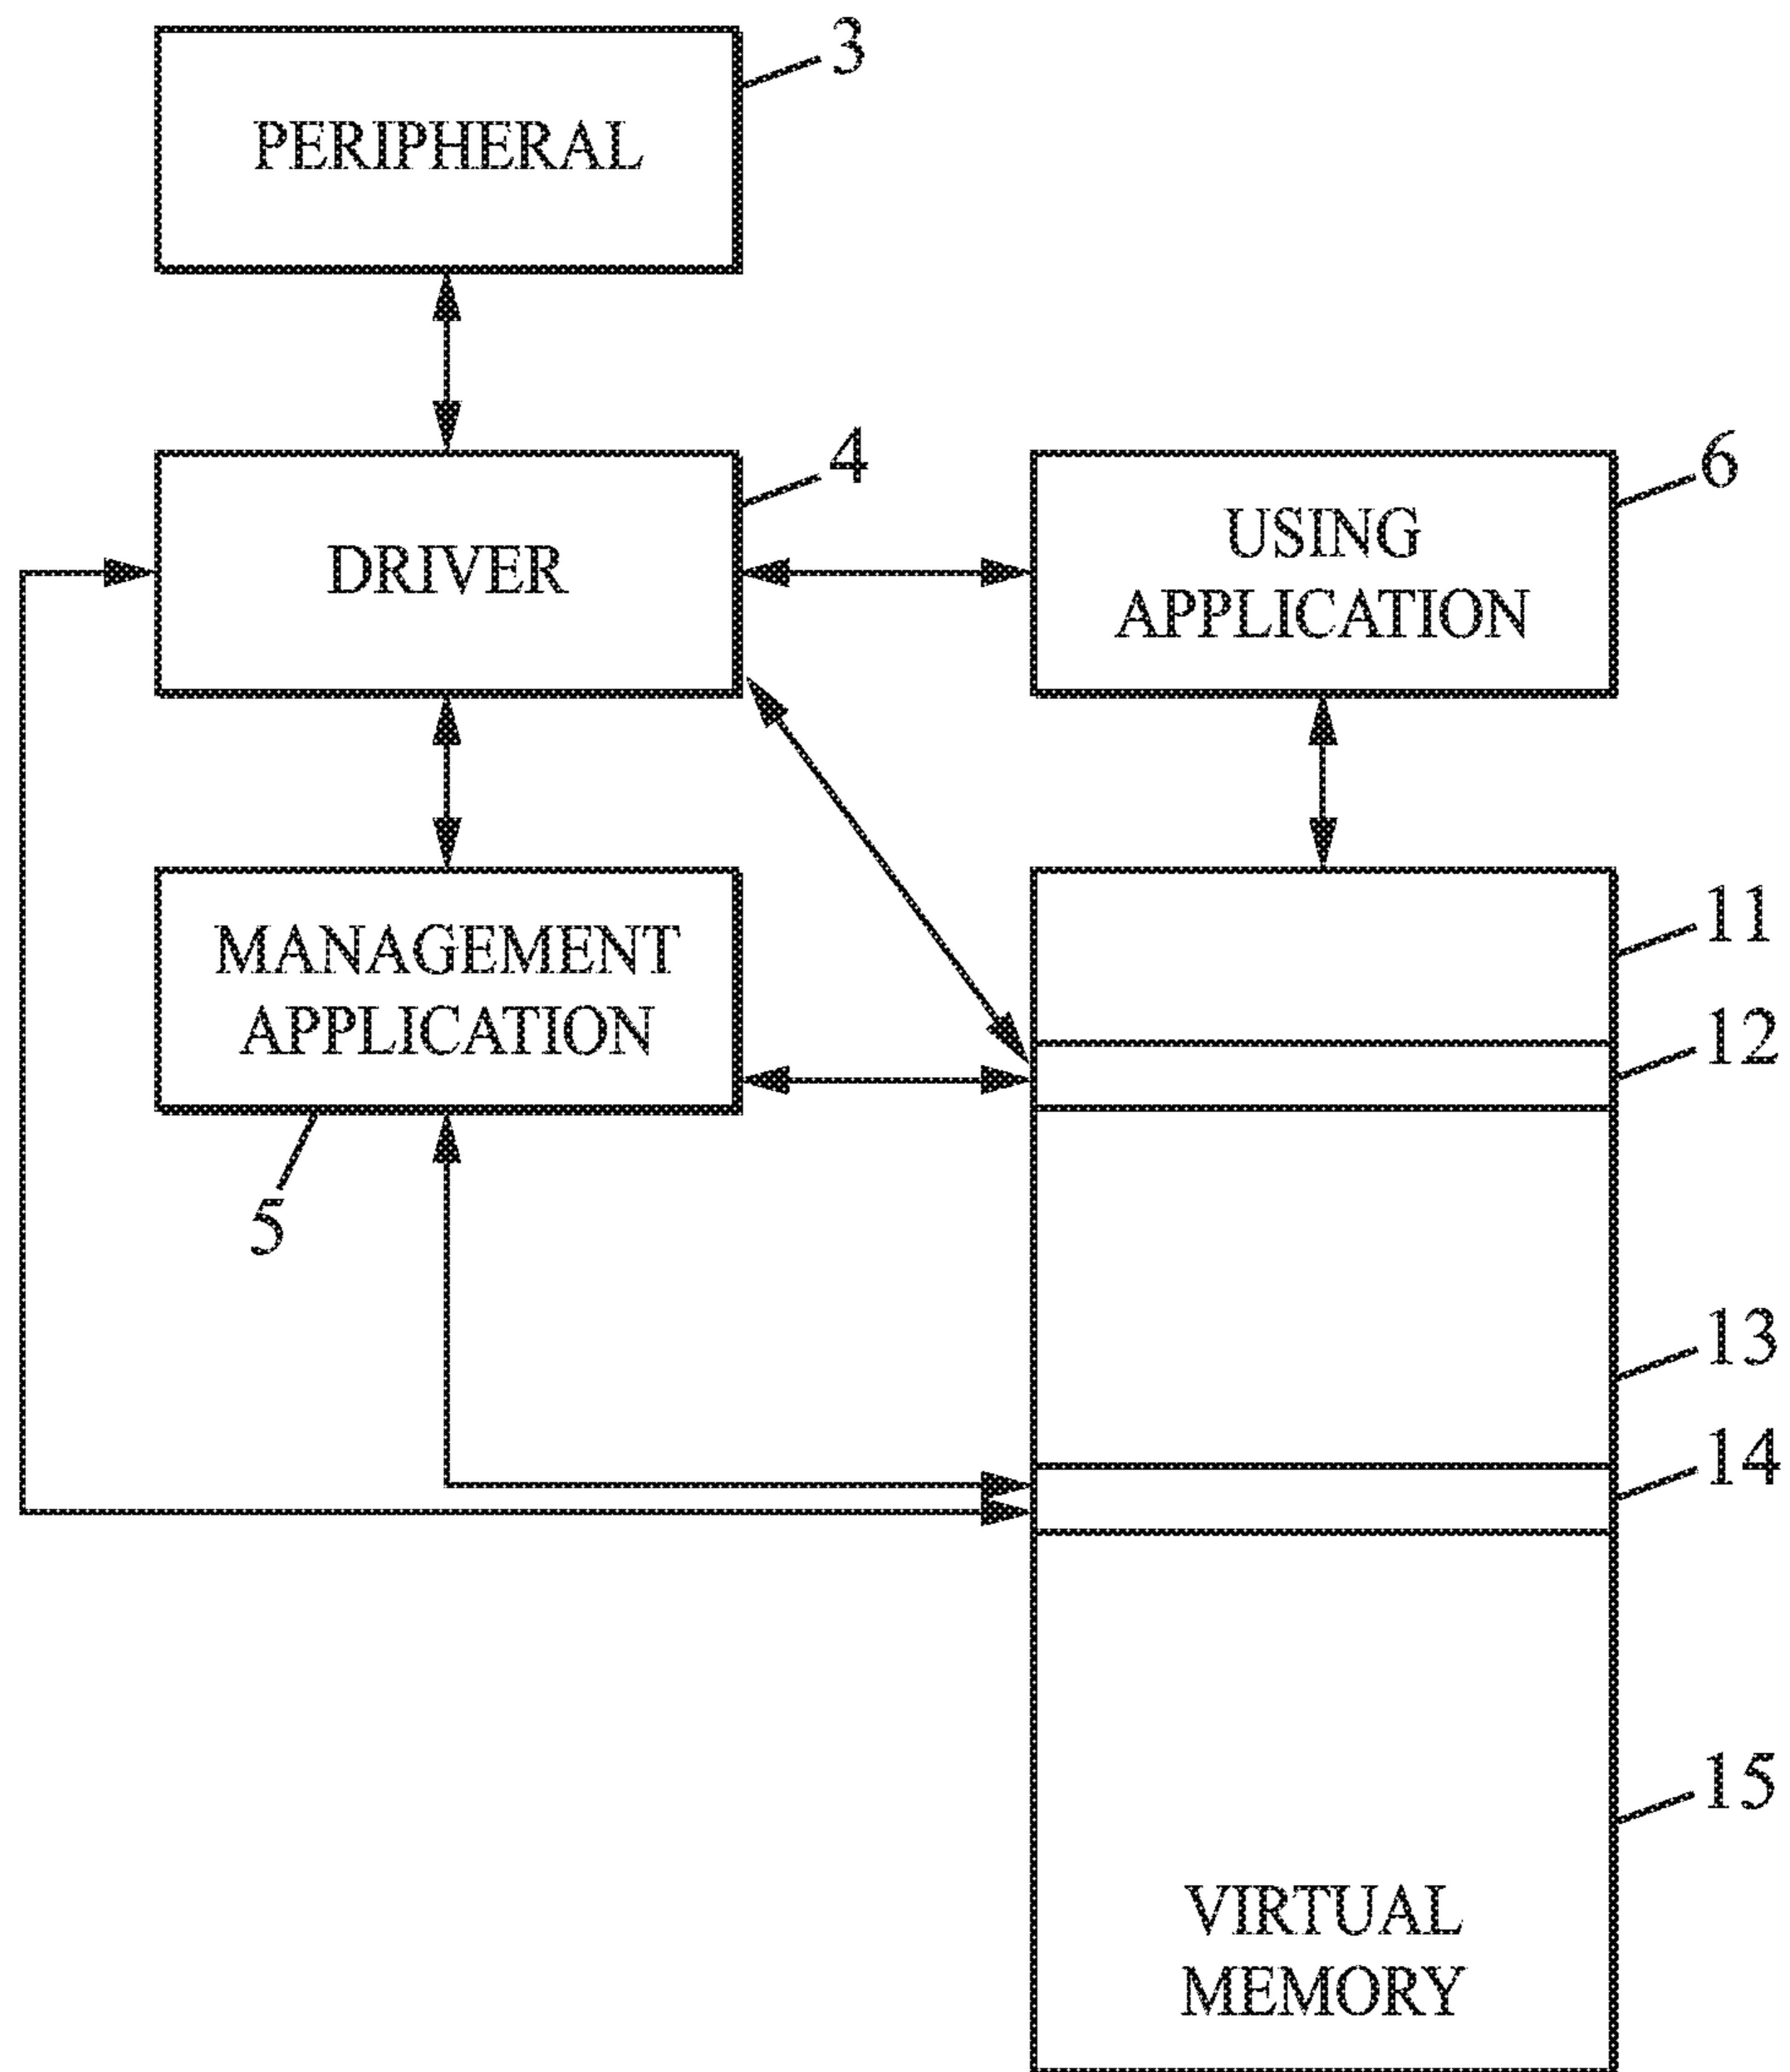 3
PERIPHERAL
4
DRIVER
6
USING
APPLICATION
MANAGEMENT
APPLICATION
5
11
12
13
14
15
VIRTUAL
MEMORY